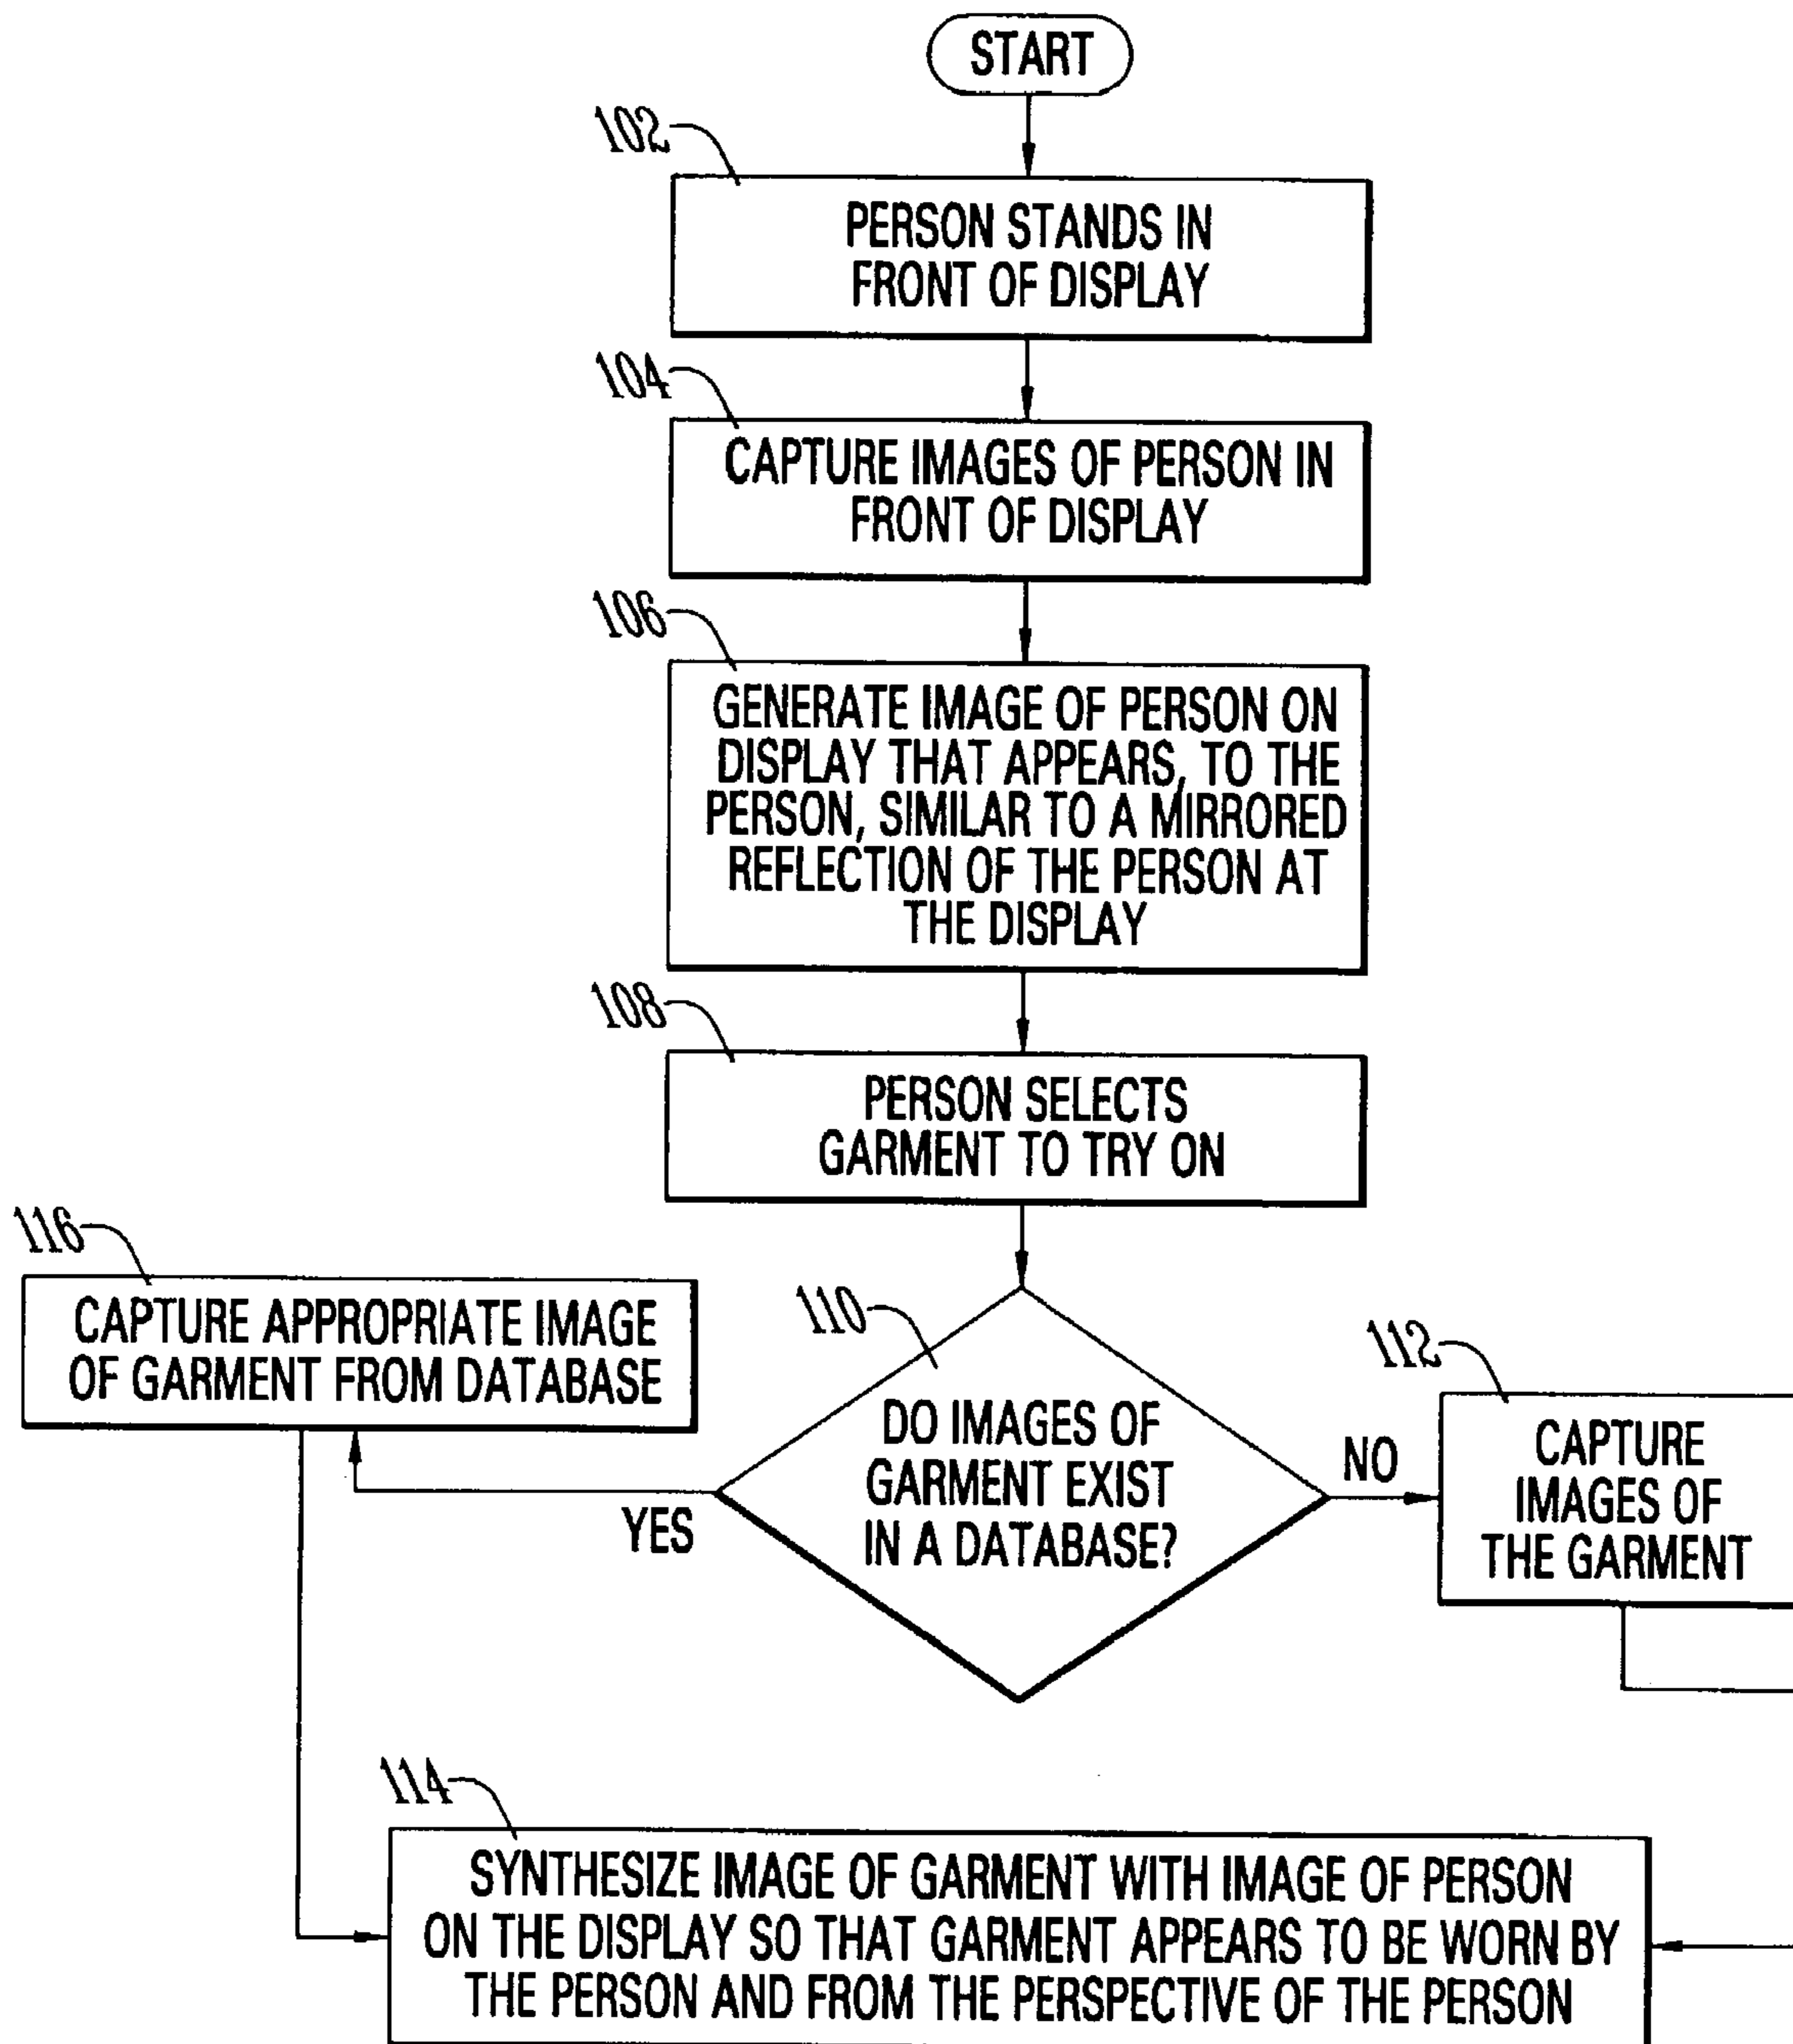 START
102
PERSON STANDS IN
FRONT OF DISPLAY
104
CAPTURE IMAGES OF PERSON IN
FRONT OF DISPLAY
106
GENERATE IMAGE OF PERSON ON
DISPLAY THAT APPEARS, TO THE
PERSON, SIMILAR TO A MIRRORED
REFLECTION OF THE PERSON AT
THE DISPLAY
108
PERSON SELECTS
GARMENT TO TRY ON
116
CAPTURE APPROPRIATE IMAGE
OF GARMENT FROM DATABASE
110
DO IMAGES OF
GARMENT EXIST
IN A DATABASE?
YES
NO
112
CAPTURE
IMAGES OF
THE GARMENT
114
SYNTHESIZE IMAGE OF GARMENT WITH IMAGE OF PERSON
ON THE DISPLAY SO THAT GARMENT APPEARS TO BE WORN BY
THE PERSON AND FROM THE PERSPECTIVE OF THE PERSON